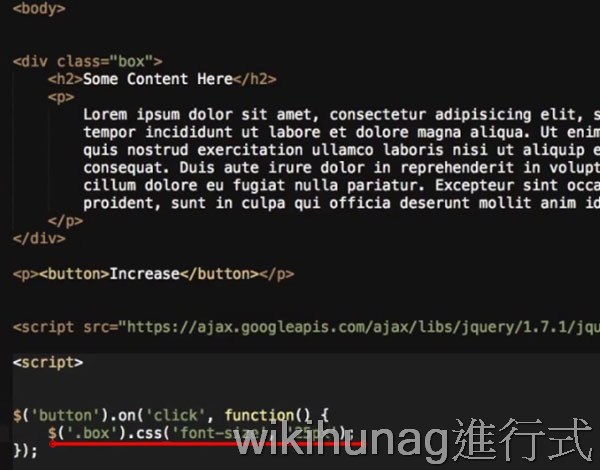 <body>
<div class="box">
<h2>Some Content Here</h2>
<p>
Lorem ipsum dolor sit amet, consectetur adipisicing elit, s
tempor incididunt ut labore et dolore magna aliqua. Ut enim
quis nostrud exercitation ullamco laboris nisi ut aliquip e
consequat. Duis aute irure dolor in reprehenderit in volupt
cillum dolore eu fugiat nulla pariatur. Excepteur sint occa
proident, sunt in culpa qui officia deserunt mollit anim id
</p>
</div>
<p><button>Increase</button></p>
<script src="https://ajax.googleapis.com/ajax/libs/jquery/1.7.1/jqu
<script>
$('button').on('click', function() {
$('.box').css('font-size', '25px');
});
wikihunag進行式